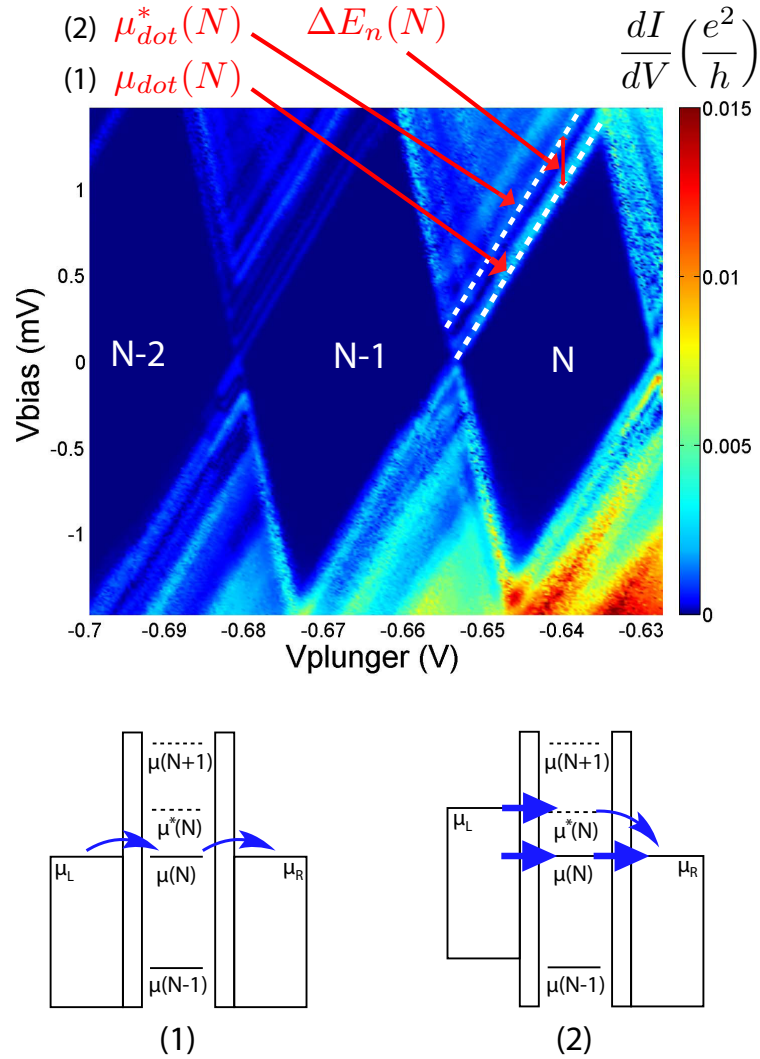 (2) μ*dot(N) ΔEn(N)
(1) μdot(N)
dI/dV (e²/h)
0.015
0.01
0.005
0
1
0.5
0
-0.5
-1
Vbias (mV)
N-2 N-1 N
-0.7 -0.69 -0.68 -0.67 -0.66 -0.65 -0.64 -0.63
Vplunger (V)
μ(N+1)
μ*(N)
μL
μ(N)
μR
μ(N-1)
(1)
μ(N+1)
μL
μ*(N)
μ(N)
μR
μ(N-1)
(2)